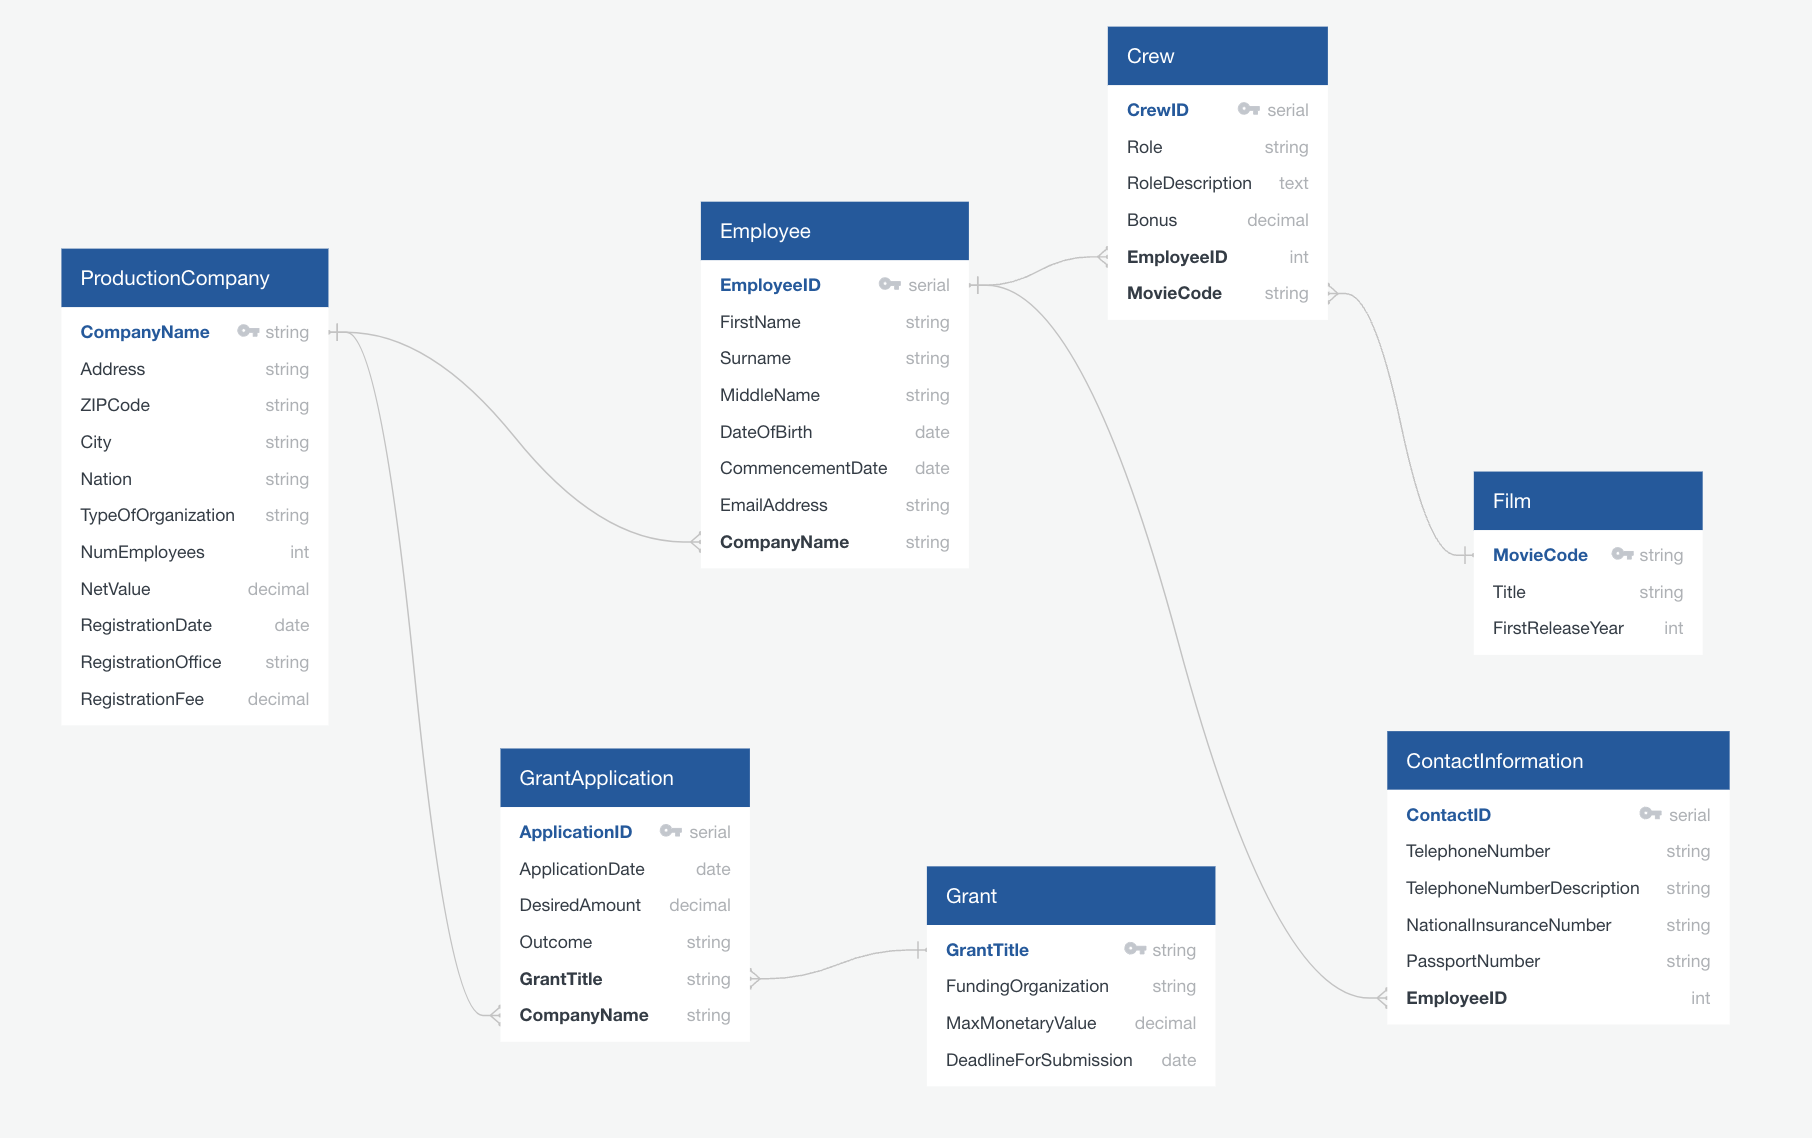 ProductionCompany
CompanyName string
Address string
ZIPCode string
City string
Nation string
TypeOfOrganization string
NumEmployees int
NetValue decimal
RegistrationDate date
RegistrationOffice string
RegistrationFee decimal
Employee
EmployeeID serial
FirstName string
Surname string
MiddleName string
DateOfBirth date
CommencementDate date
EmailAddress string
CompanyName string
Crew
CrewID serial
Role string
RoleDescription text
Bonus decimal
EmployeeID int
MovieCode string
Film
MovieCode string
Title string
FirstReleaseYear int
GrantApplication
ApplicationID serial
ApplicationDate date
DesiredAmount decimal
Outcome string
GrantTitle string
CompanyName string
Grant
GrantTitle string
FundingOrganization string
MaxMonetaryValue decimal
DeadlineForSubmission date
ContactInformation
ContactID serial
TelephoneNumber string
TelephoneNumberDescription string
NationalInsuranceNumber string
PassportNumber string
EmployeeID int